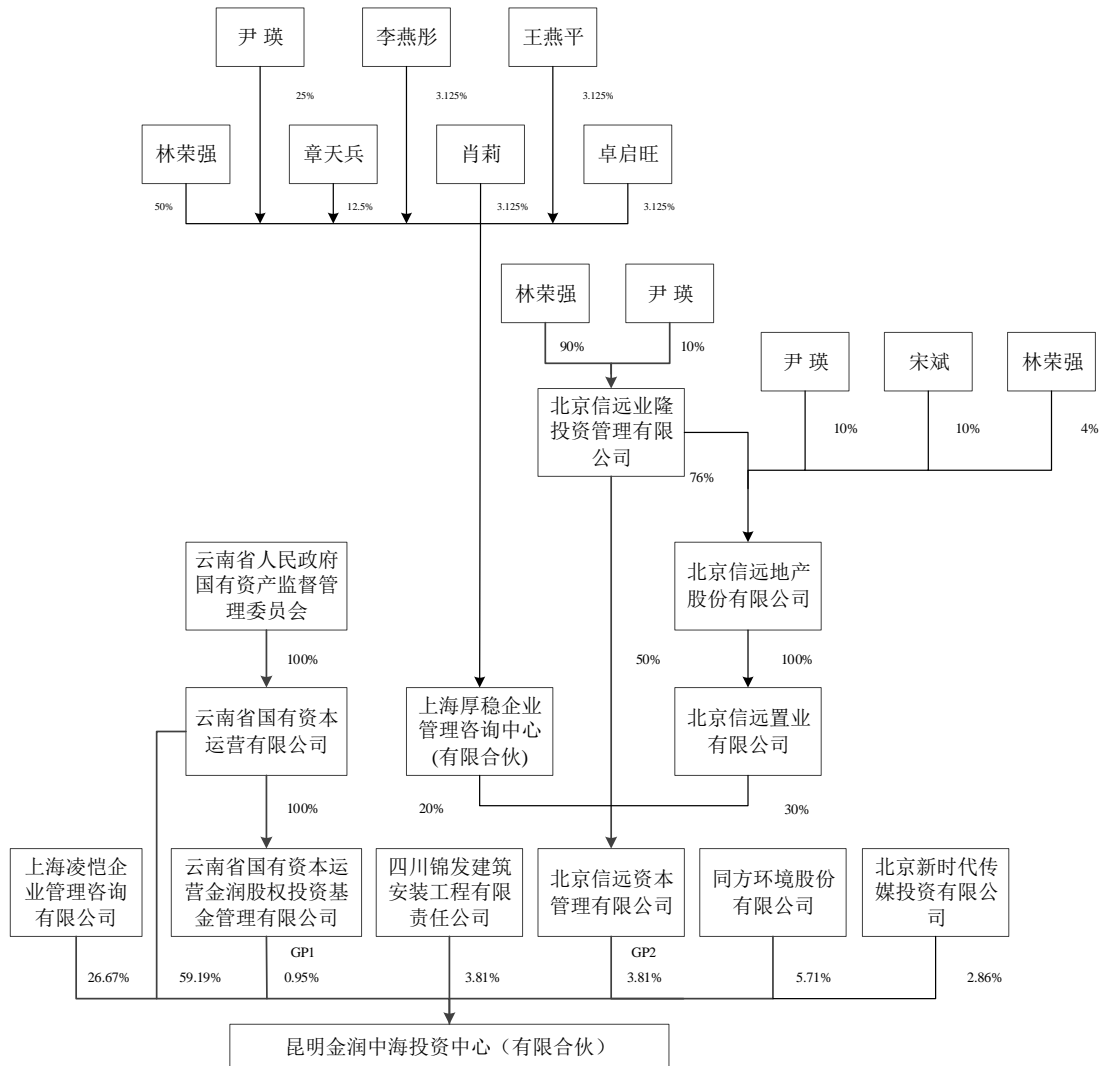 尹 瑛
李燕彤
王燕平
25%
3.125%
3.125%
林荣强
章天兵
肖莉
卓启旺
50%
12.5%
3.125%
3.125%
林荣强
尹 瑛
90%
10%
尹 瑛
宋斌
林荣强
北京信远业隆
投资管理有限
公司
10%
10%
4%
76%
云南省人民政府
国有资产监督管
理委员会
北京信远地产
股份有限公司
100%
50%
100%
云南省国有资本
运营有限公司
上海厚稳企业
管理咨询中心
(有限合伙)
北京信远置业
有限公司
100%
20%
30%
上海凌恺企
业管理咨询
有限公司
云南省国有资本运
营金润股权投资基
金管理有限公司
四川锦发建筑
安装工程有限
责任公司
北京信远资本
管理有限公司
同方环境股份
有限公司
北京新时代传
媒投资有限公
司
GP1
GP2
26.67%
59.19%
0.95%
3.81%
3.81%
5.71%
2.86%
昆明金润中海投资中心（有限合伙）